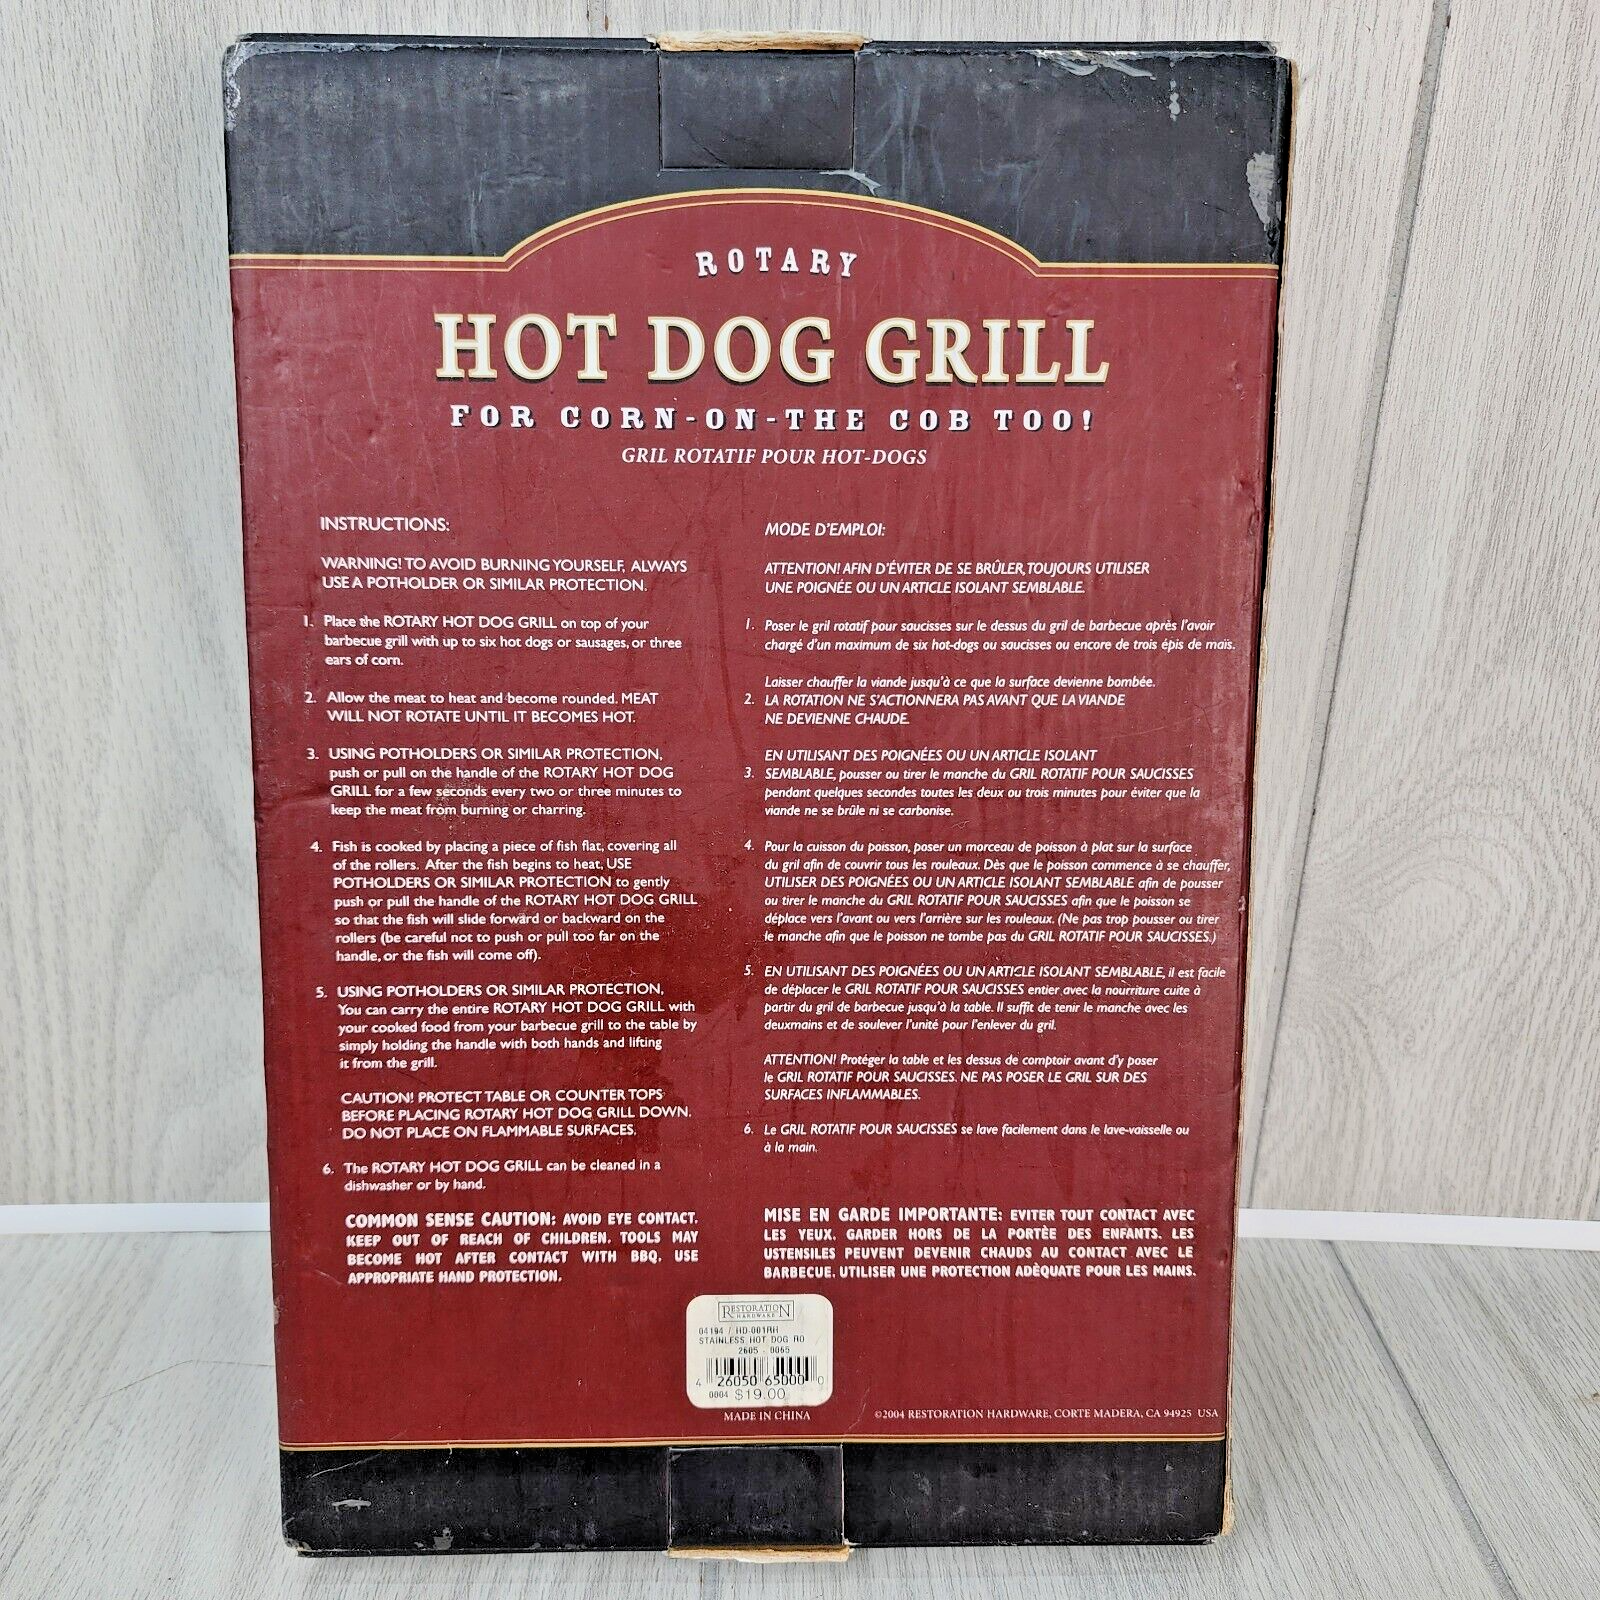 ROTARY
HOT DOG GRILL
FOR CORN-ON-THE COB TOO!
GRIL ROTATIF POUR HOT-DOGS
INSTRUCTIONS:
WARNING! TO AVOID BURNING YOURSELF, ALWAYS
USE A POTHOLDER OR SIMILAR PROTECTION.
1. Place the ROTARY HOT DOG GRILL on top of your
barbecue grill with up to six hot dogs or sausages, or three
ears of corn.
2. Allow the meat to heat and become rounded. MEAT
WILL NOT ROTATE UNTIL IT BECOMES HOT.
3. USING POTHOLDERS OR SIMILAR PROTECTION,
push or pull on the handle of the ROTARY HOT DOG
GRILL for a few seconds every two or three minutes to
keep the meat from burning or charring.
4. Fish is cooked by placing a piece of fish flat, covering all
of the rollers. After the fish begins to heat, USE
POTHOLDERS OR SIMILAR PROTECTION to gently
push or pull the handle of the ROTARY HOT DOG GRILL
so that the fish will slide forward or backward on the
rollers (be careful not to push or pull too far on the
handle, or the fish will come off).
5. USING POTHOLDERS OR SIMILAR PROTECTION,
You can carry the entire ROTARY HOT DOG GRILL with
your cooked food from your barbecue grill to the table by
simply holding the handle with both hands and lifting
it from the grill.
CAUTION! PROTECT TABLE OR COUNTER TOPS
BEFORE PLACING ROTARY HOT DOG GRILL DOWN.
DO NOT PLACE ON FLAMMABLE SURFACES.
6. The ROTARY HOT DOG GRILL can be cleaned in a
dishwasher or by hand.
COMMON SENSE CAUTION: AVOID EYE CONTACT.
KEEP OUT OF REACH OF CHILDREN. TOOLS MAY
BECOME HOT AFTER CONTACT WITH BBQ. USE
APPROPRIATE HAND PROTECTION.
MODE D'EMPLOI:
ATTENTION! AFIN D'ÉVITER DE SE BRÛLER, TOUJOURS UTILISER
UNE POIGNÉE OU UN ARTICLE ISOLANT SEMBLABLE.
1. Poser le gril rotatif pour saucisses sur le dessus du gril de barbecue après l'avoir
chargé d'un maximum de six hot-dogs ou saucisses ou encore de trois épis de maïs.
Laisser chauffer la viande jusqu'à ce que la surface devienne bombée.
2. LA ROTATION NE S'ACTIONNERA PAS AVANT QUE LA VIANDE
NE DEVIENNE CHAUDE.
EN UTILISANT DES POIGNÉES OU UN ARTICLE ISOLANT
3. SEMBLABLE, pousser ou tirer le manche du GRIL ROTATIF POUR SAUCISSES
pendant quelques secondes toutes les deux ou trois minutes pour éviter que la
viande ne se brûle ni se carbonise.
4. Pour la cuisson du poisson, poser un morceau de poisson à plat sur la surface
du gril afin de couvrir tous les rouleaux. Dès que le poisson commence à se chauffer,
UTILISER DES POIGNÉES OU UN ARTICLE ISOLANT SEMBLABLE afin de pousser
ou tirer le manche du GRIL ROTATIF POUR SAUCISSES afin que le poisson se
déplace vers l'avant ou vers l'arrière sur les rouleaux. (Ne pas trop pousser ou tirer
le manche afin que le poisson ne tombe pas du GRIL ROTATIF POUR SAUCISSES.)
5. EN UTILISANT DES POIGNÉES OU UN ARTICLE ISOLANT SEMBLABLE, il est facile
de déplacer le GRIL ROTATIF POUR SAUCISSES entier avec la nourriture cuite à
partir du gril de barbecue jusqu'à la table. Il suffit de tenir le manche avec les
deuxmains et de soulever l'unité pour l'enlever du gril.
ATTENTION! Protéger la table et les dessus de comptoir avant d'y poser
le GRIL ROTATIF POUR SAUCISSES. NE PAS POSER LE GRIL SUR DES
SURFACES INFLAMMABLES.
6. Le GRIL ROTATIF POUR SAUCISSES se lave facilement dans le lave-vaisselle ou
à la main.
MISE EN GARDE IMPORTANTE: EVITER TOUT CONTACT AVEC
LES YEUX. GARDER HORS DE LA PORTÉE DES ENFANTS. LES
USTENSILES PEUVENT DEVENIR CHAUDS AU CONTACT AVEC LE
BARBECUE. UTILISER UNE PROTECTION ADÈQUATE POUR LES MAINS.
RESTORATION
HARDWARE
04194 / HD-001RH
STAINLESS HOT DOG RO
2605 - 0065
4 26050 65000 0
0804 $19.00
MADE IN CHINA
©2004 RESTORATION HARDWARE, CORTE MADERA, CA 94925 USA